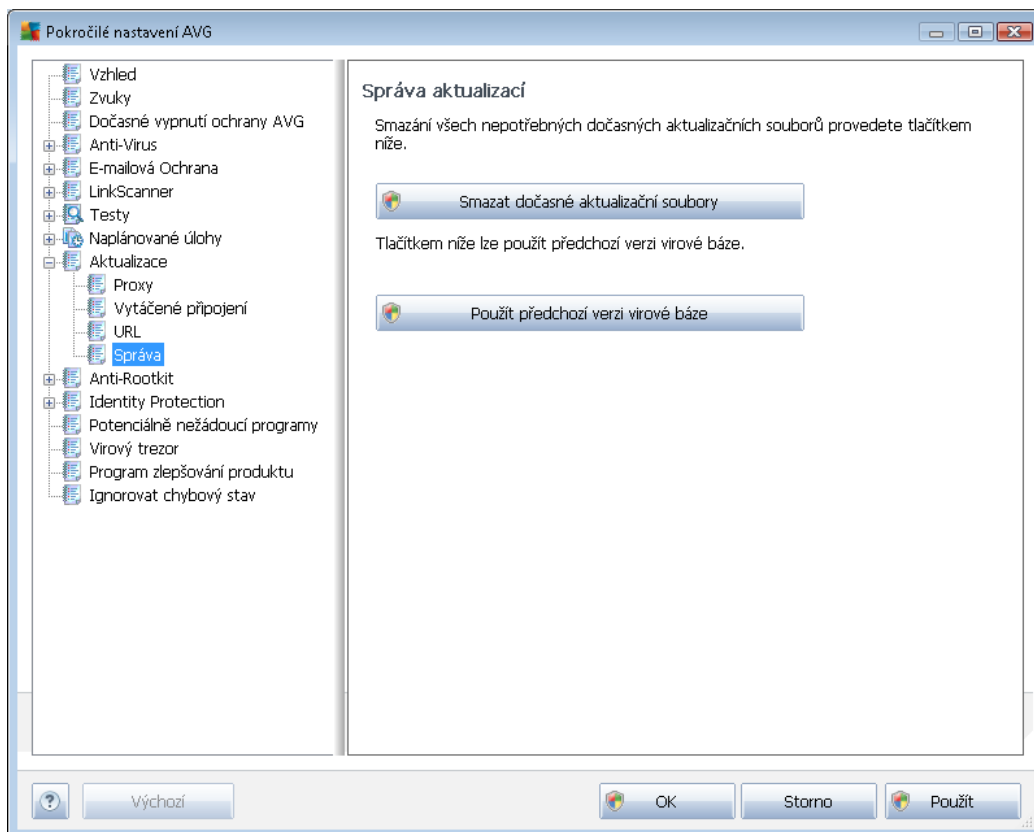 Pokročilé nastavení AVG
Vzhled
Zvuky
Dočasné vypnutí ochrany AVG
Anti-Virus
E-mailová Ochrana
LinkScanner
Testy
Naplánované úlohy
Aktualizace
Proxy
Vytáčené připojení
URL
Správa
Anti-Rootkit
Identity Protection
Potenciálně nežádoucí programy
Virový trezor
Program zlepšování produktu
Ignorovat chybový stav
Správa aktualizací
Smazání všech nepotřebných dočasných aktualizačních souborů provedete tlačítkem
níže.
Smazat dočasné aktualizační soubory
Tlačítkem níže lze použít předchozí verzi virové báze.
Použít předchozí verzi virové báze
?
Výchozí
OK
Storno
Použít